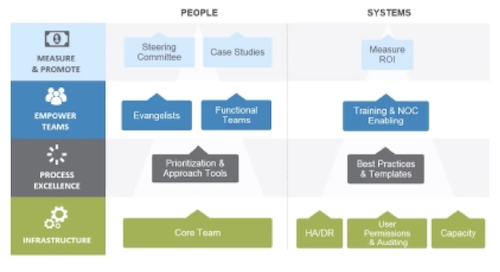 PEOPLE
SYSTEMS
MEASURE
& PROMOTE
Steering
Committee
Case Studies
Measure
ROI
EMPOWER
TEAMS
Evangelists
Functional
Teams
Training & NOC
Enabling
PROCESS
EXCELLENCE
Prioritization &
Approach Tools
Best Practices
& Templates
INFRASTRUCTURE
Core Team
HA/DR
User
Permissions
& Auditing
Capacity